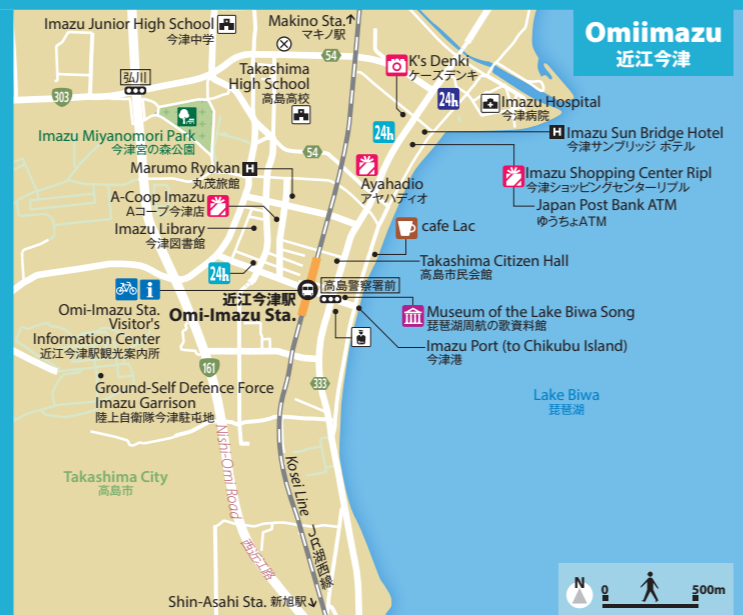 Omiimazu
近江今津
Imazu Junior High School
今津中学
Makino Sta.
マキノ駅
54
K's Denki
ケーズデンキ
弘川
303
Takashima
High School
高島高校
24h
Imazu Hospital
今津病院
Imazu Miyanomori Park
今津宮の森公園
24h
H Imazu Sun Bridge Hotel
今津サンブリッジ ホテル
54
Marumo Ryokan H
丸茂旅館
Ayahadio
アヤハディオ
Imazu Shopping Center Ripl
今津ショッピングセンターリプル
A-Coop Imazu
Aコープ今津店
Japan Post Bank ATM
ゆうちょATM
Imazu Library
今津図書館
cafe Lac
24h
Takashima Citizen Hall
高島市民会館
i
近江今津駅
Omi-Imazu Sta.
高島警察署前
Omi-Imazu Sta.
Visitor's
Information Center
近江今津駅観光案内所
Museum of the Lake Biwa Song
琵琶湖周航の歌資料館
Imazu Port (to Chikubu Island)
今津港
161
333
Ground-Self Defence Force
Imazu Garrison
陸上自衛隊今津駐屯地
Lake Biwa
琵琶湖
Nishi-Omi Road
西近江路
Takashima City
高島市
Kosei Line
JR湖西線
Shin-Asahi Sta. 新旭駅
N
0
500m